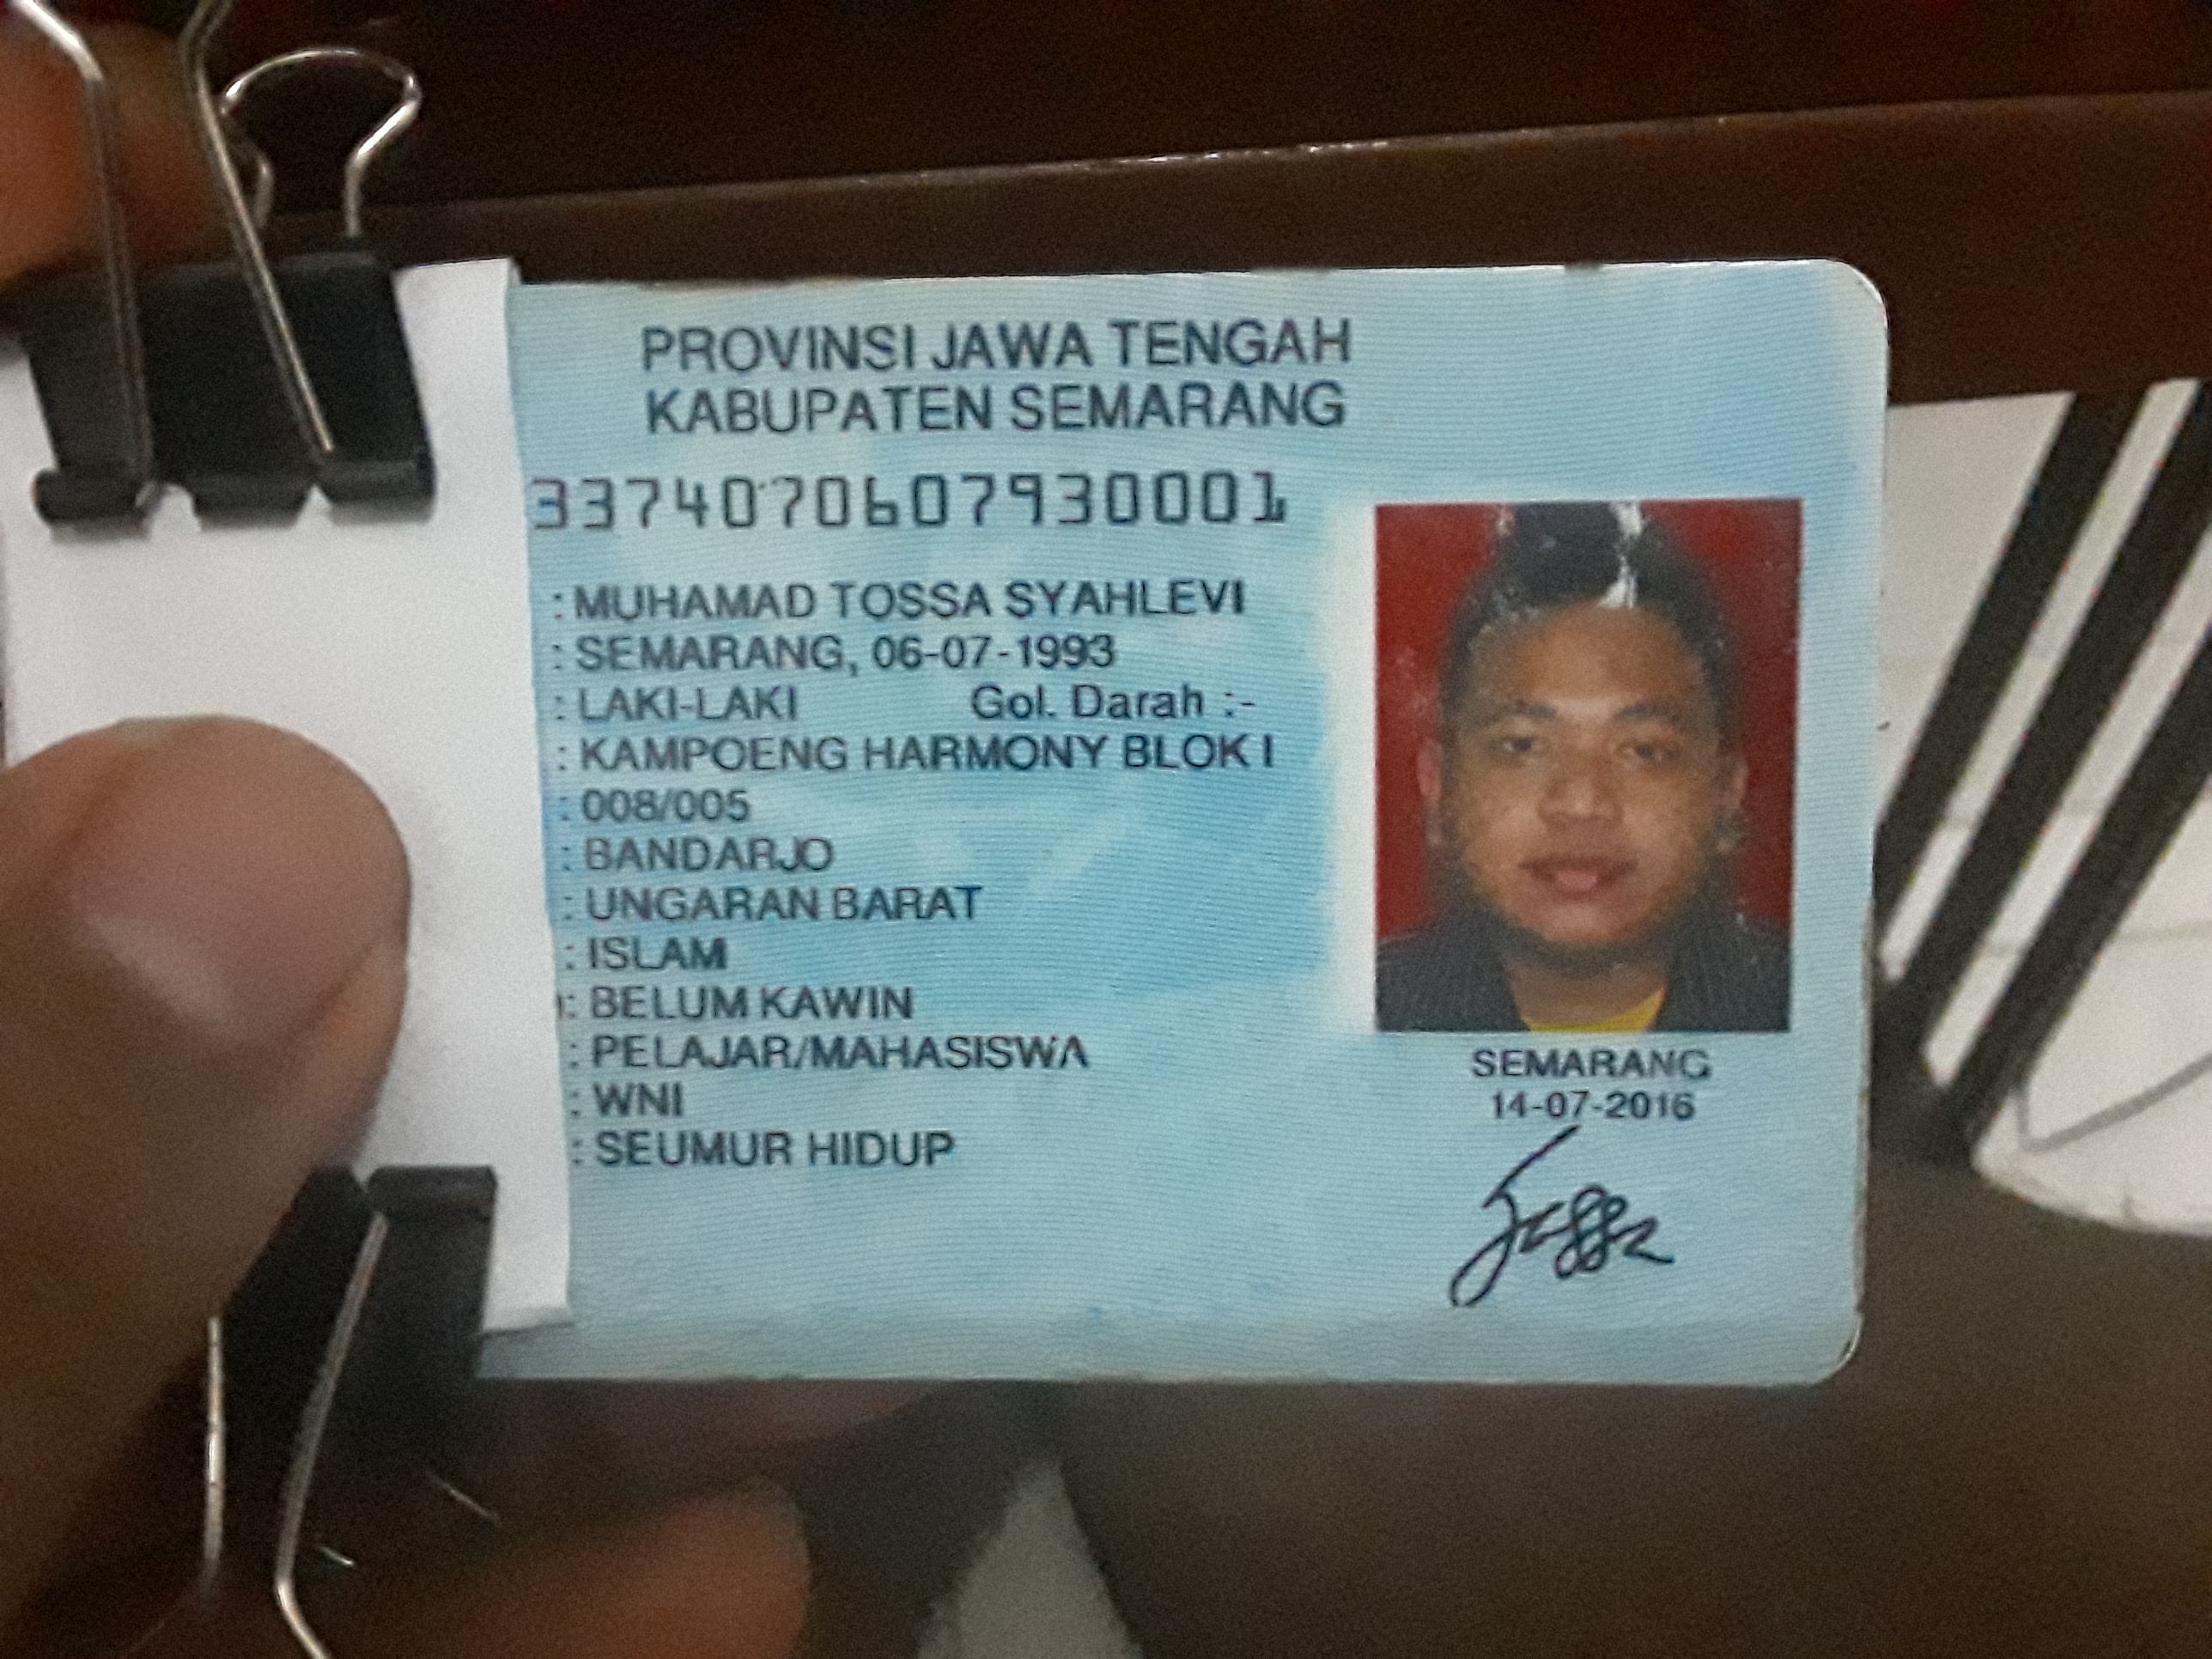 PROVINSI JAWA TENGAH
KABUPATEN SEMARANG
3374070607930001
: MUHAMAD TOSSA SYAHLEVI
: SEMARANG, 06-07-1993
: LAKI-LAKI Gol. Darah :-
: KAMPOENG HARMONY BLOK I
: 008/005
: BANDARJO
: UNGARAN BARAT
: ISLAM
: BELUM KAWIN
: PELAJAR/MAHASISWA
: WNI
: SEUMUR HIDUP
SEMARANG
14-07-2016